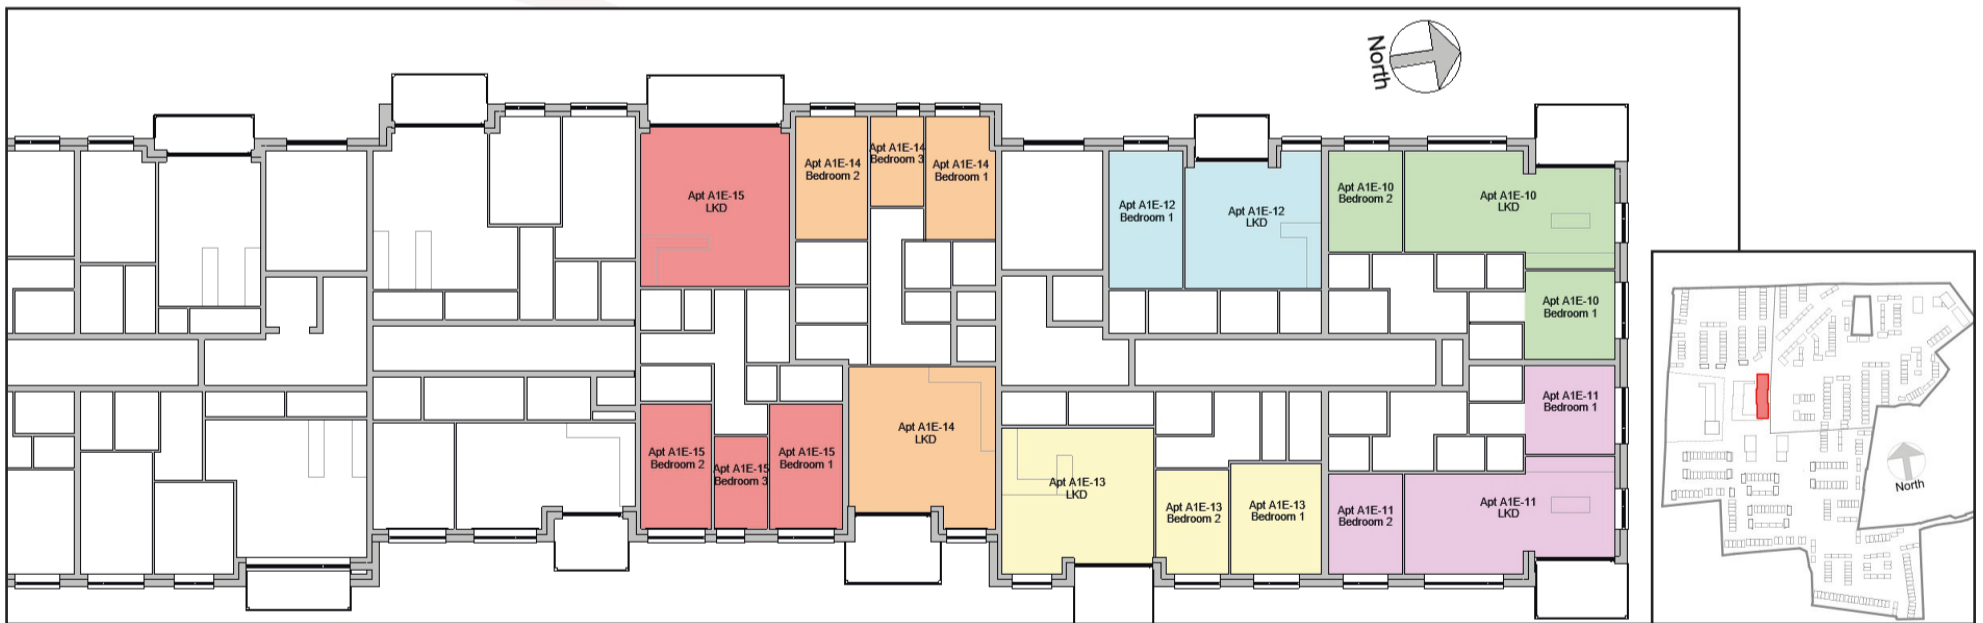 North
Apt A1E-15
LKD
Apt A1E-14
Bedroom 2
Apt A1E-14
Bedroom 3
Apt A1E-14
Bedroom 1
Apt A1E-12
Bedroom 1
Apt A1E-12
LKD
Apt A1E-10
Bedroom 2
Apt A1E-10
LKD
Apt A1E-10
Bedroom 1
Apt A1E-11
Bedroom 1
Apt A1E-15
Bedroom 2
Apt A1E-15
Bedroom 3
Apt A1E-15
Bedroom 1
Apt A1E-14
LKD
Apt A1E-13
LKD
Apt A1E-13
Bedroom 2
Apt A1E-13
Bedroom 1
Apt A1E-11
Bedroom 2
Apt A1E-11
LKD
North